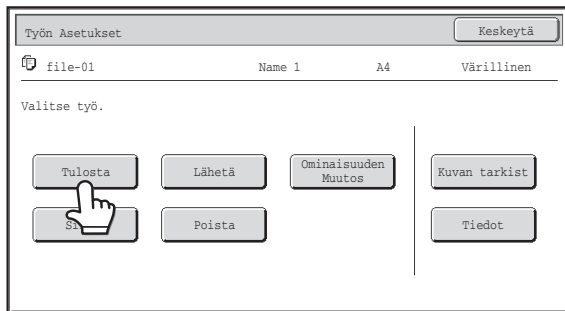 Työn Asetukset Keskeytä
file-01 Name 1 A4 Värillinen
Valitse työ.
Tulosta Lähetä Ominaisuuden Muutos Kuvan tarkist
Poista Tiedot